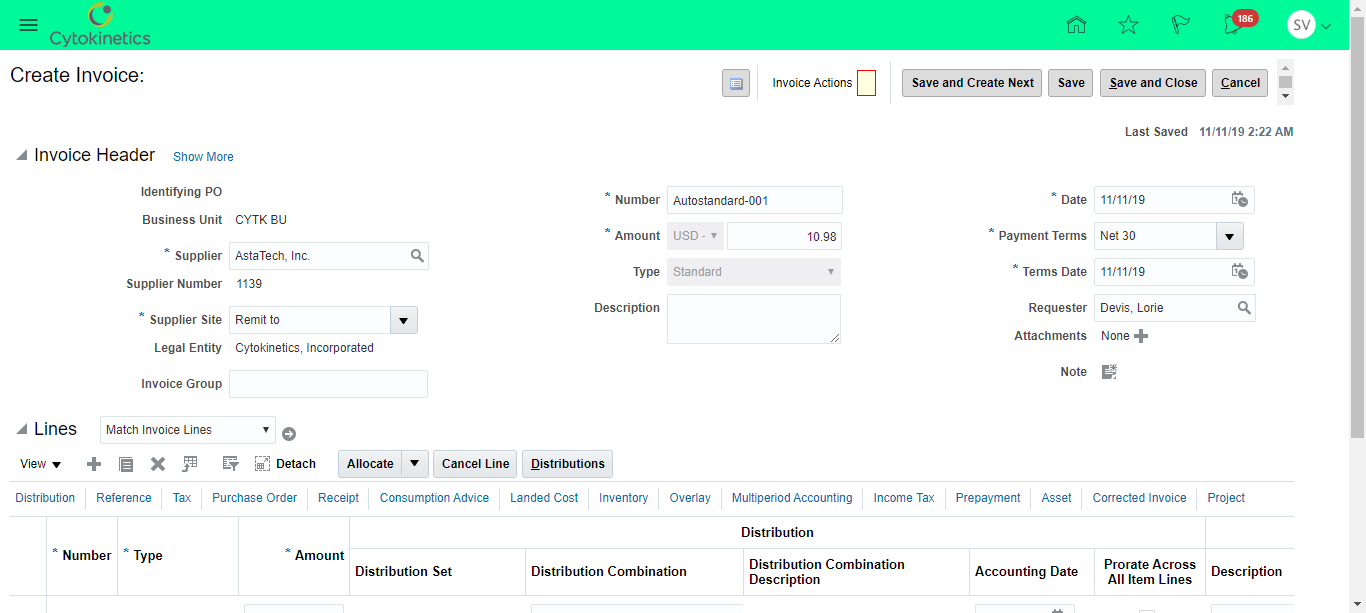 Cytokinetics
186
SV
Create Invoice:
Invoice Actions
Save and Create Next
Save
Save and Close
Cancel
Last Saved 11/11/19 2:22 AM
Invoice Header Show More
Identifying PO
Business Unit CYTK BU
* Supplier AstaTech, Inc.
Supplier Number 1139
* Supplier Site Remit to
Legal Entity Cytokinetics, Incorporated
Invoice Group
* Number Autostandard-001
* Amount USD - 10.98
Type Standard
Description
* Date 11/11/19
* Payment Terms Net 30
* Terms Date 11/11/19
Requester Devis, Lorie
Attachments None
Note
Lines Match Invoice Lines
View Detach Allocate Cancel Line Distributions
Distribution Reference Tax Purchase Order Receipt Consumption Advice Landed Cost Inventory Overlay Multiperiod Accounting Income Tax Prepayment Asset Corrected Invoice Project
Distribution
* Number * Type * Amount
Distribution Set
Distribution Combination
Distribution Combination
Description
Accounting Date
Prorate Across
All Item Lines
Description